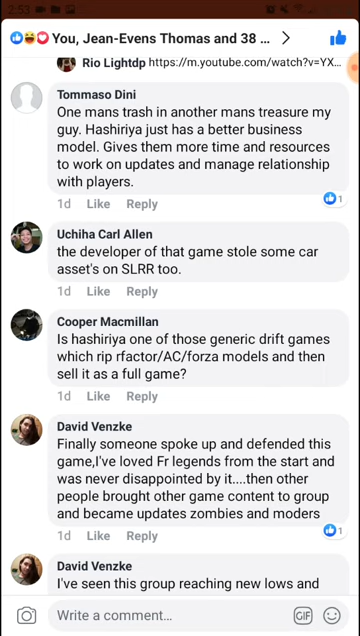 2:53
You, Jean-Evens Thomas and 38 ...
Rio Lightdp https://m.youtube.com/watch?v=YX...
Tommaso Dini
One mans trash in another mans treasure my
guy. Hashiriya just has a better business
model. Gives them more time and resources
to work on updates and manage relationship
with players.
1
1d Like Reply
Uchiha Carl Allen
the developer of that game stole some car
asset's on SLRR too.
1d Like Reply
Cooper Macmillan
Is hashiriya one of those generic drift games
which rip rfactor/AC/forza models and then
sell it as a full game?
1d Like Reply
David Venzke
Finally someone spoke up and defended this
game,I've loved Fr legends from the start and
was never disappointed by it....then other
people brought other game content to group
and became updates zombies and moders
1
1d Like Reply
David Venzke
I've seen this group reaching new lows and
Write a comment...
GIF